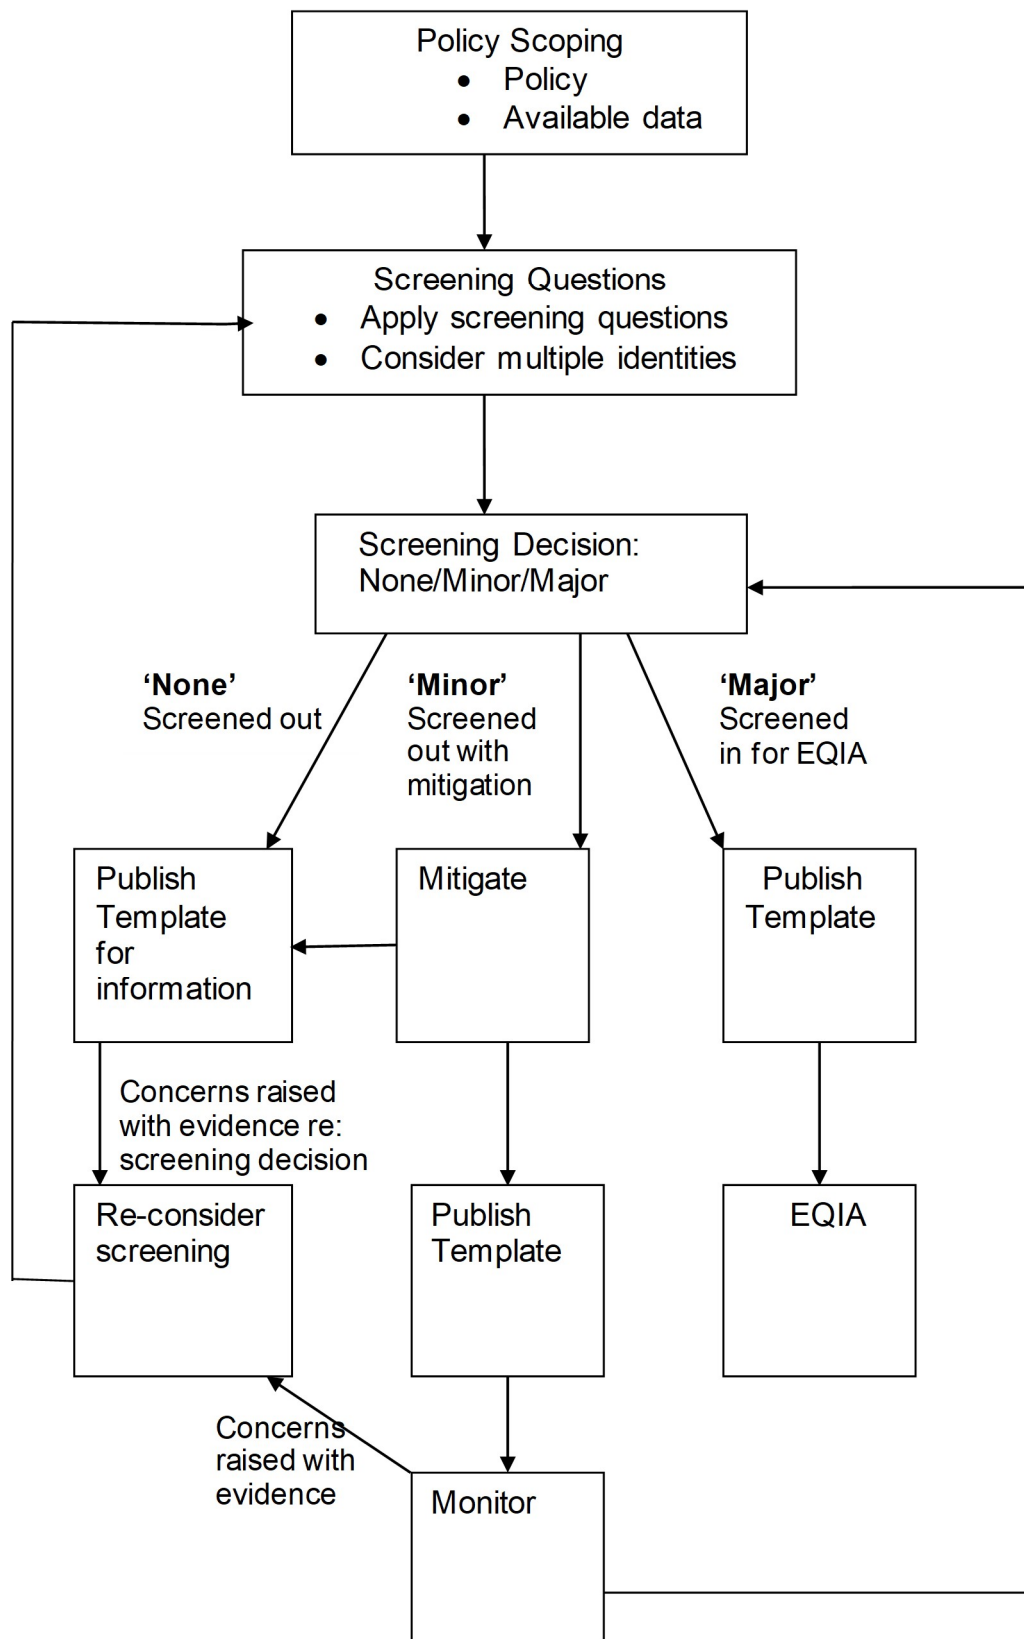 Policy Scoping
• Policy
• Available data
Screening Questions
• Apply screening questions
• Consider multiple identities
Screening Decision:
None/Minor/Major
‘None’
Screened out
‘Minor’
Screened
out with
mitigation
‘Major’
Screened
in for EQIA
Publish
Template
for
information
Mitigate
Publish
Template
Concerns raised
with evidence re:
screening decision
Re-consider
screening
Publish
Template
EQIA
Concerns
raised with
evidence
Monitor